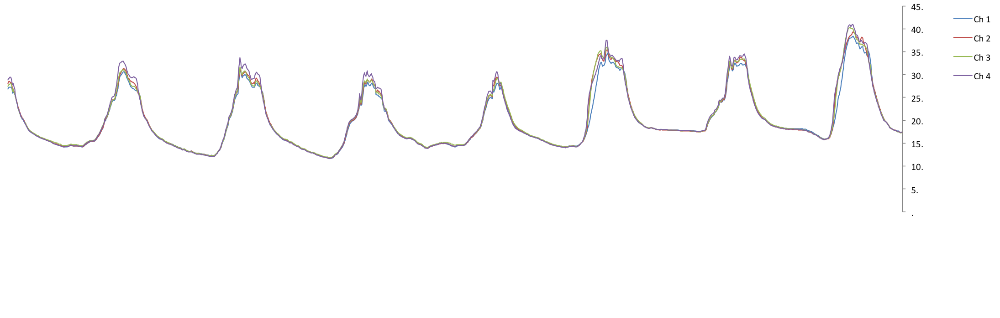 45.
40.
35.
30.
25.
20.
15.
10.
5.
.
Ch 1
Ch 2
Ch 3
Ch 4